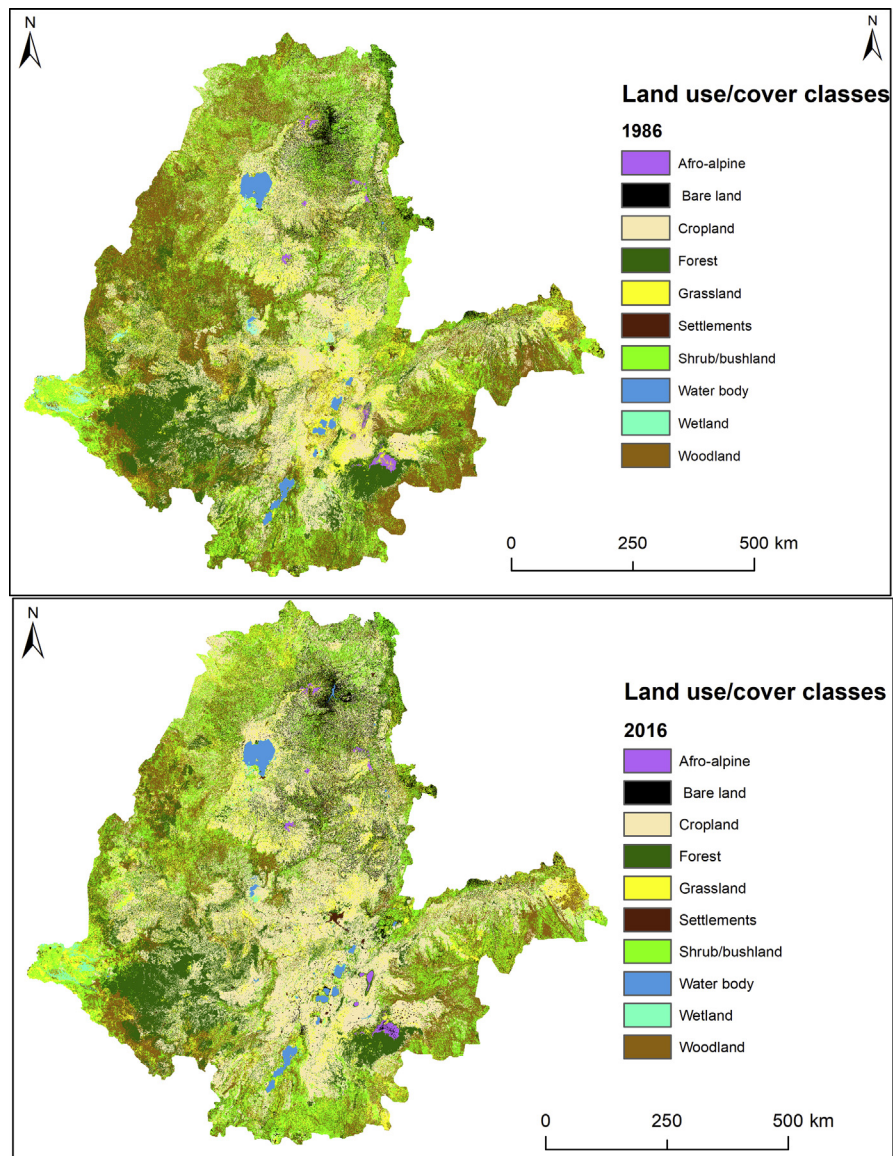 N
N
Land use/cover classes
1986
Afro-alpine
Bare land
Cropland
Forest
Grassland
Settlements
Shrub/bushland
Water body
Wetland
Woodland
0 250 500 km
N
Land use/cover classes
2016
Afro-alpine
Bare land
Cropland
Forest
Grassland
Settlements
Shrub/bushland
Water body
Wetland
Woodland
0 250 500 km